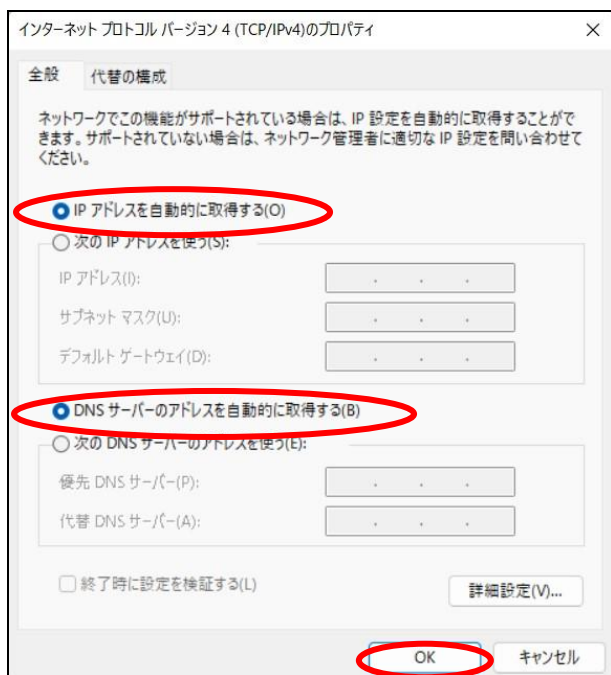 インターネット プロトコル バージョン 4 (TCP/IPv4)のプロパティ
全般
代替の構成
ネットワークでこの機能がサポートされている場合は、IP 設定を自動的に取得することがで
きます。サポートされていない場合は、ネットワーク管理者に適切な IP 設定を問い合わせて
ください。
IP アドレスを自動的に取得する(O)
次の IP アドレスを使う(S):
IP アドレス(I):
サブネット マスク(U):
デフォルト ゲートウェイ(D):
DNS サーバーのアドレスを自動的に取得する(B)
次の DNS サーバーのアドレスを使う(E):
優先 DNS サーバー(P):
代替 DNS サーバー(A):
終了時に設定を検証する(L)
詳細設定(V)...
OK
キャンセル